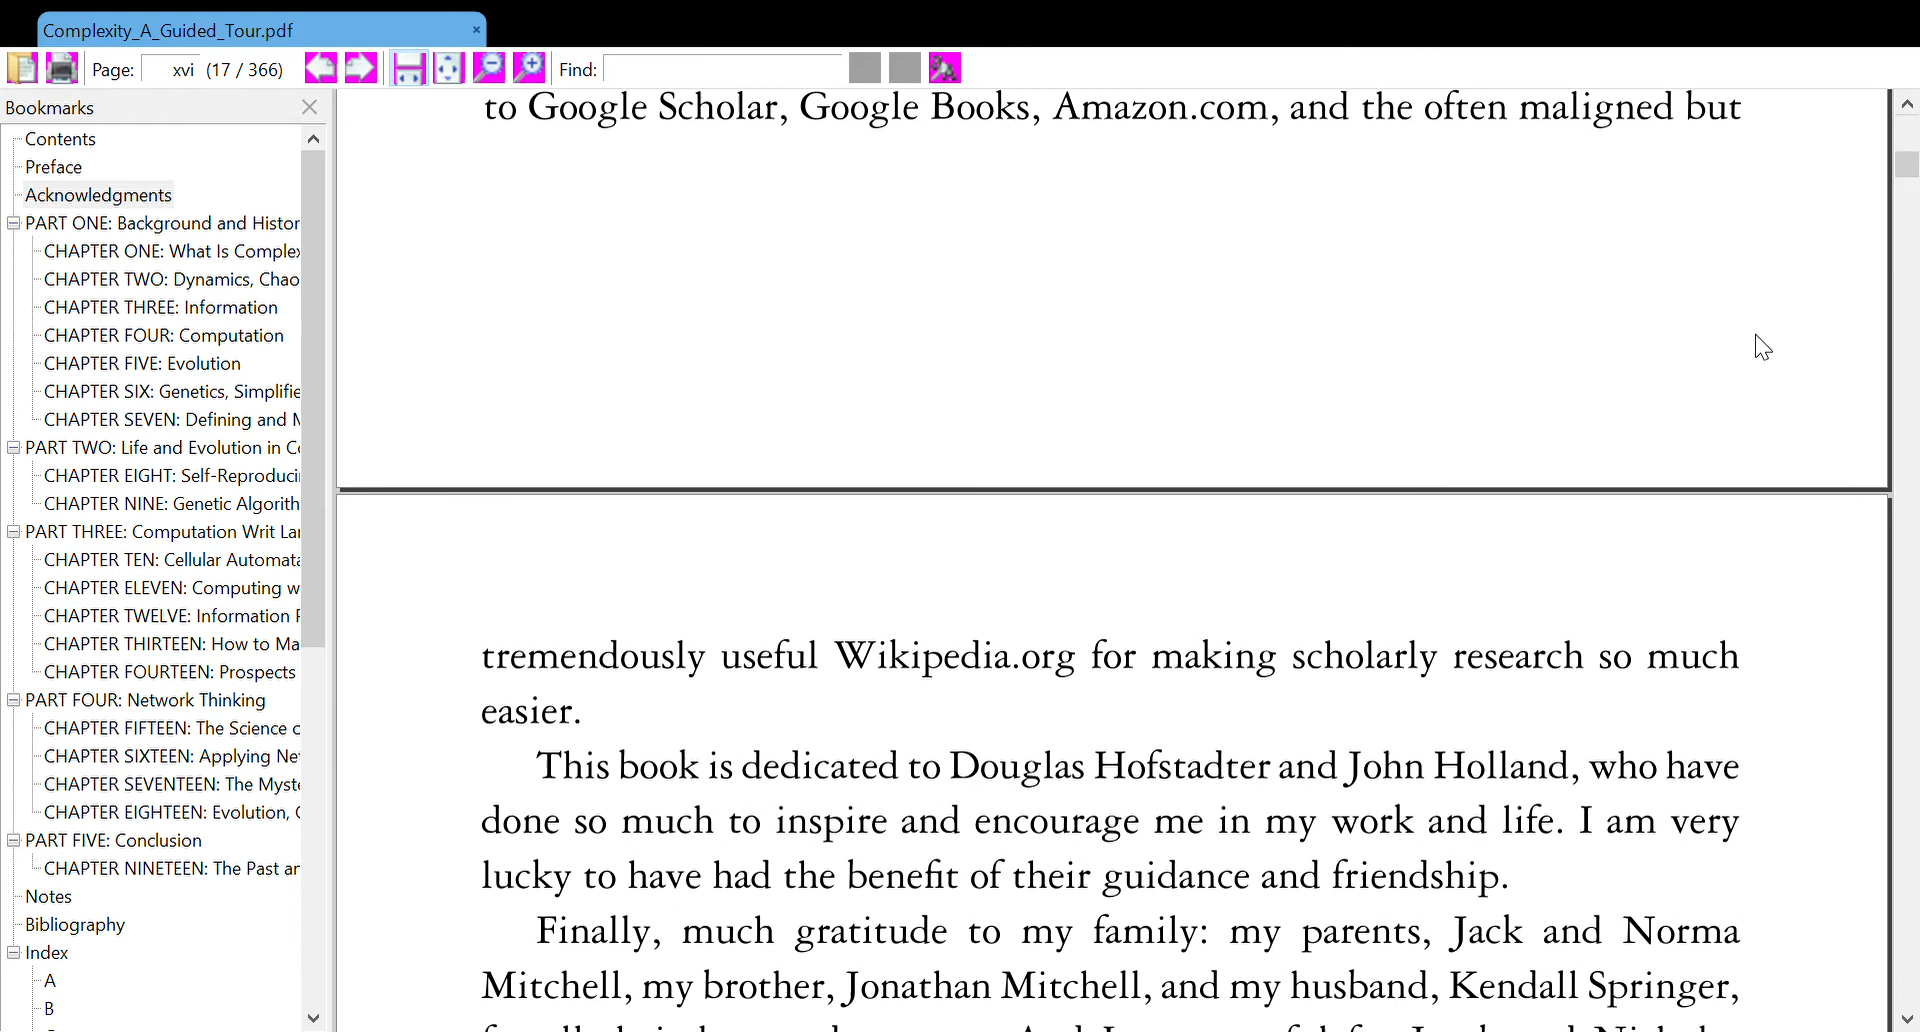 Complexity_A_Guided_Tour.pdf
Page: xvi (17 / 366) Find:
Bookmarks
Contents
Preface
Acknowledgments
PART ONE: Background and Histor
CHAPTER ONE: What Is Complex
CHAPTER TWO: Dynamics, Chao
CHAPTER THREE: Information
CHAPTER FOUR: Computation
CHAPTER FIVE: Evolution
CHAPTER SIX: Genetics, Simplifie
CHAPTER SEVEN: Defining and M
PART TWO: Life and Evolution in Co
CHAPTER EIGHT: Self-Reproduci
CHAPTER NINE: Genetic Algorith
PART THREE: Computation Writ Lar
CHAPTER TEN: Cellular Automata
CHAPTER ELEVEN: Computing w
CHAPTER TWELVE: Information P
CHAPTER THIRTEEN: How to Ma
CHAPTER FOURTEEN: Prospects
PART FOUR: Network Thinking
CHAPTER FIFTEEN: The Science o
CHAPTER SIXTEEN: Applying Net
CHAPTER SEVENTEEN: The Myste
CHAPTER EIGHTEEN: Evolution, C
PART FIVE: Conclusion
CHAPTER NINETEEN: The Past an
Notes
Bibliography
Index
A
B
to Google Scholar, Google Books, Amazon.com, and the often maligned but
tremendously useful Wikipedia.org for making scholarly research so much
easier.
This book is dedicated to Douglas Hofstadter and John Holland, who have
done so much to inspire and encourage me in my work and life. I am very
lucky to have had the benefit of their guidance and friendship.
Finally, much gratitude to my family: my parents, Jack and Norma
Mitchell, my brother, Jonathan Mitchell, and my husband, Kendall Springer,